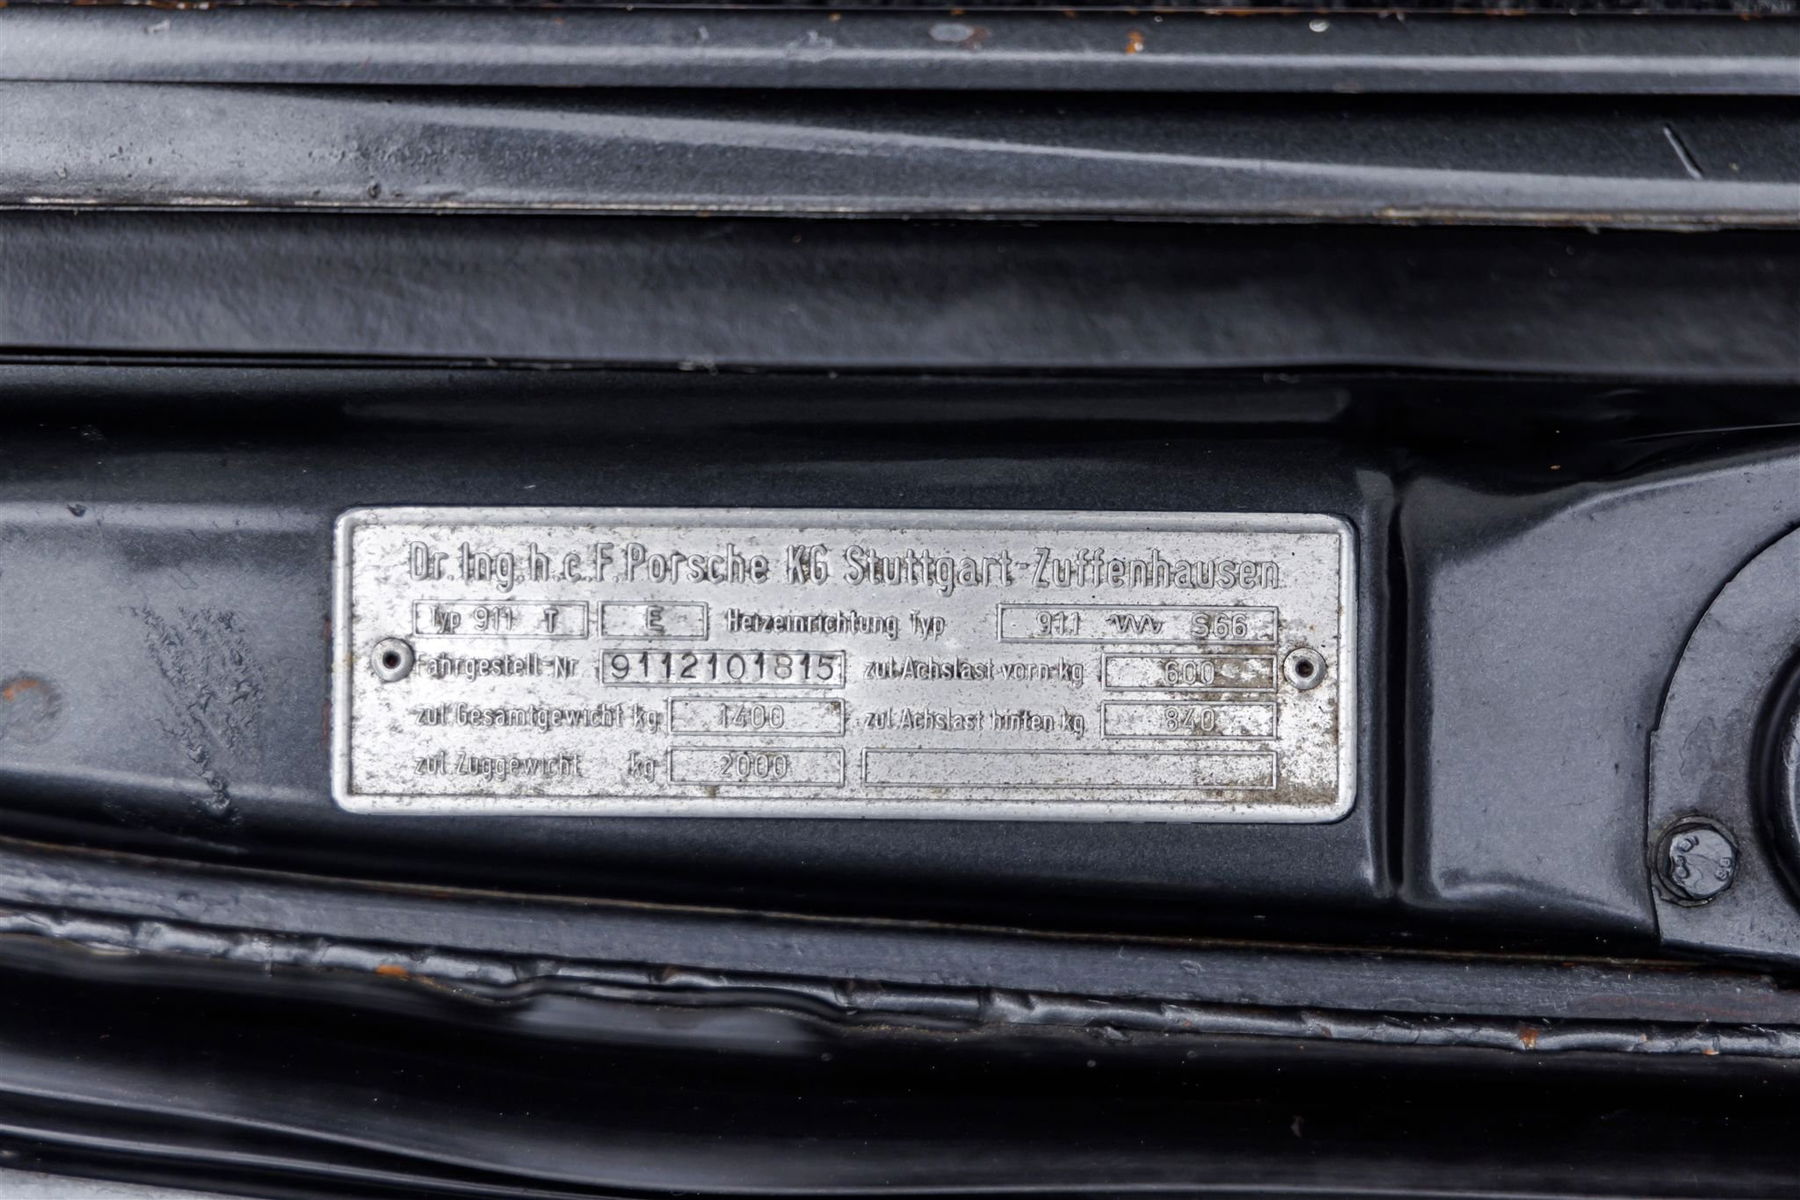 Dr. Ing. h. c. F. Porsche KG Stuttgart-Zuffenhausen
Typ 911 T E Heizeinrichtung Typ 911 S66
Fahrgestell-Nr 9112101815 zul. Achslast vorn kg 600
zul. Gesamtgewicht kg 1400 zul. Achslast hinten kg 840
zul. Zuggewicht kg 2000